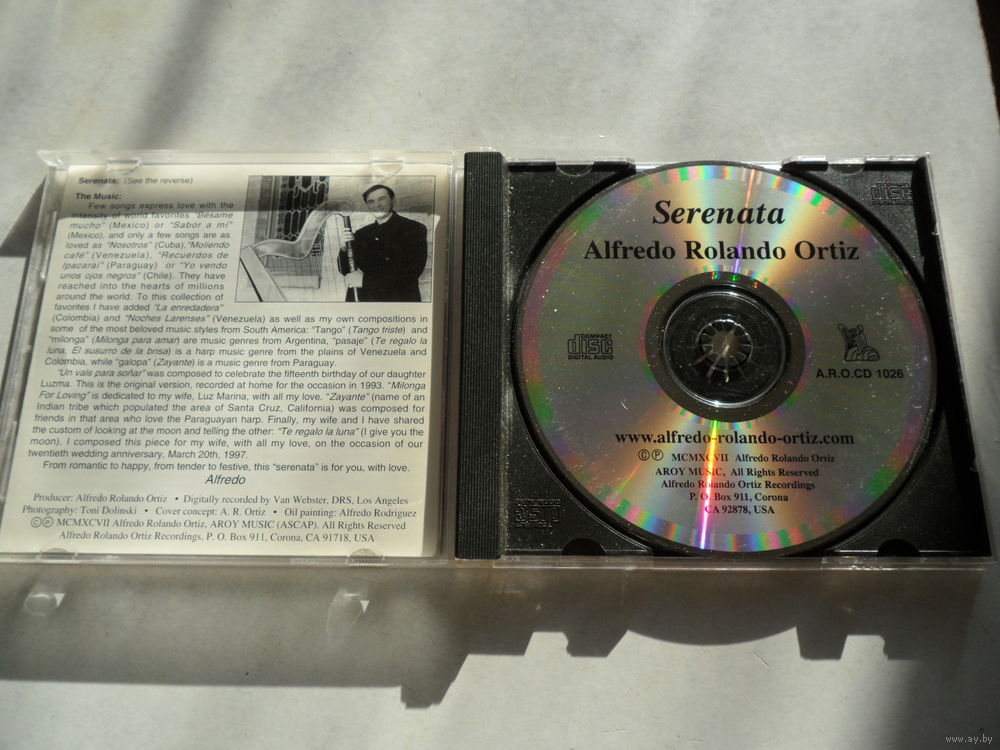 Serenata: (See the reverse)
The Music:
Few songs express love with the
intensity of world favorites "Bésame
mucho" (Mexico) or "Sabor a mi"
(Mexico), and only a few songs are as
loved as "Nosotros" (Cuba), "Moliendo
café" (Venezuela), "Recuerdos de
Ipacarai" (Paraguay) or "Yo vendo
unos ojos negros" (Chile). They have
reached into the hearts of millions
around the world. To this collection of
favorites I have added "La enredadera"
(Colombia) and "Noches Larenses" (Venezuela) as well as my own compositions in
some of the most beloved music styles from South America: "Tango" (Tango triste) and
"milonga" (Milonga para amar) are music genres from Argentina, "pasaje" (Te regalo la
luna, El susurro de la brisa) is a harp music genre from the plains of Venezuela and
Colombia, while "galopa" (Zayante) is a music genre from Paraguay.
"Un vals para soñar" was composed to celebrate the fifteenth birthday of our daughter
Luzma. This is the original version, recorded at home for the occasion in 1993. "Milonga
For Loving" is dedicated to my wife, Luz Marina, with all my love. "Zayante" (name of an
Indian tribe which populated the area of Santa Cruz, California) was composed for
friends in that area who love the Paraguayan harp. Finally, my wife and I have shared
the custom of looking at the moon and telling the other: "Te regalo la luna" (I give you the
moon). I composed this piece for my wife, with all my love, on the occasion of our
twentieth wedding anniversary, March 20th, 1997.
From romantic to happy, from tender to festive, this "serenata" is for you, with love.
Alfredo
Producer: Alfredo Rolando Ortiz • Digitally recorded by Van Webster, DRS, Los Angeles
Photography: Toni Dolinski • Cover concept: A. R. Ortiz • Oil painting: Alfredo Rodriguez
©℗ MCMXCVII Alfredo Rolando Ortiz, AROY MUSIC (ASCAP). All Rights Reserved
Alfredo Rolando Ortiz Recordings, P. O. Box 911, Corona, CA 91718, USA
Serenata
Alfredo Rolando Ortiz
COMPACT
disc
DIGITAL AUDIO
A.R.O.CD 1026
www.alfredo-rolando-ortiz.com
©℗ MCMXCVII Alfredo Rolando Ortiz
AROY MUSIC, All Rights Reserved
Alfredo Rolando Ortiz Recordings
P. O. Box 911, Corona
CA 92878, USA
disc
www.ay.by